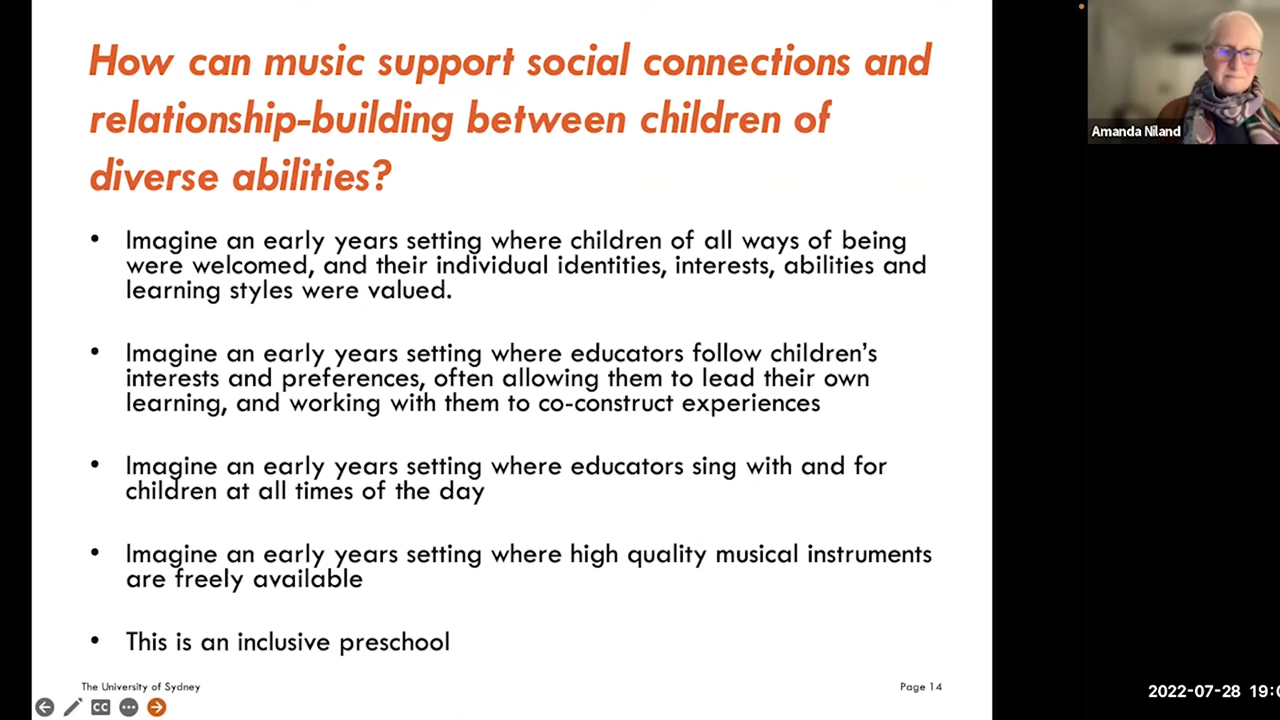 How can music support social connections and
relationship-building between children of
diverse abilities?
• Imagine an early years setting where children of all ways of being
were welcomed, and their individual identities, interests, abilities and
learning styles were valued.
• Imagine an early years setting where educators follow children's
interests and preferences, often allowing them to lead their own
learning, and working with them to co-construct experiences
• Imagine an early years setting where educators sing with and for
children at all times of the day
• Imagine an early years setting where high quality musical instruments
are freely available
• This is an inclusive preschool
The University of Sydney
Page 14
CC
Amanda Niland
2022-07-28 19:0